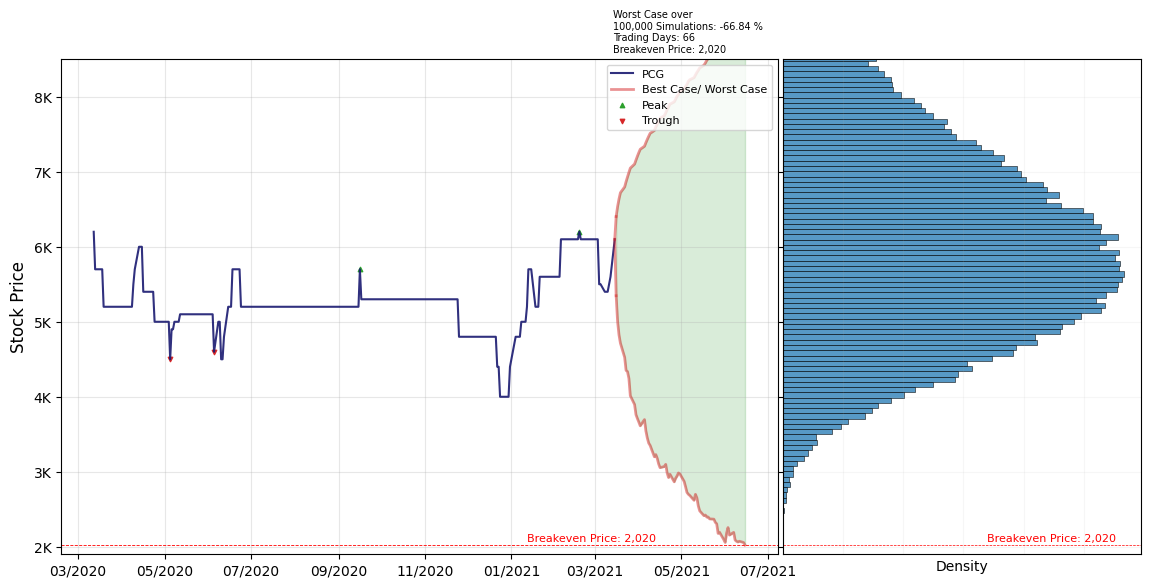 Worst Case over
100,000 Simulations: -66.84 %
Trading Days: 66
Breakeven Price: 2,020
PCG
Best Case/ Worst Case
Peak
Trough
8K
7K
6K
5K
4K
3K
2K
Stock Price
Breakeven Price: 2,020
Breakeven Price: 2,020
03/2020 05/2020 07/2020 09/2020 11/2020 01/2021 03/2021 05/2021 07/2021
Density